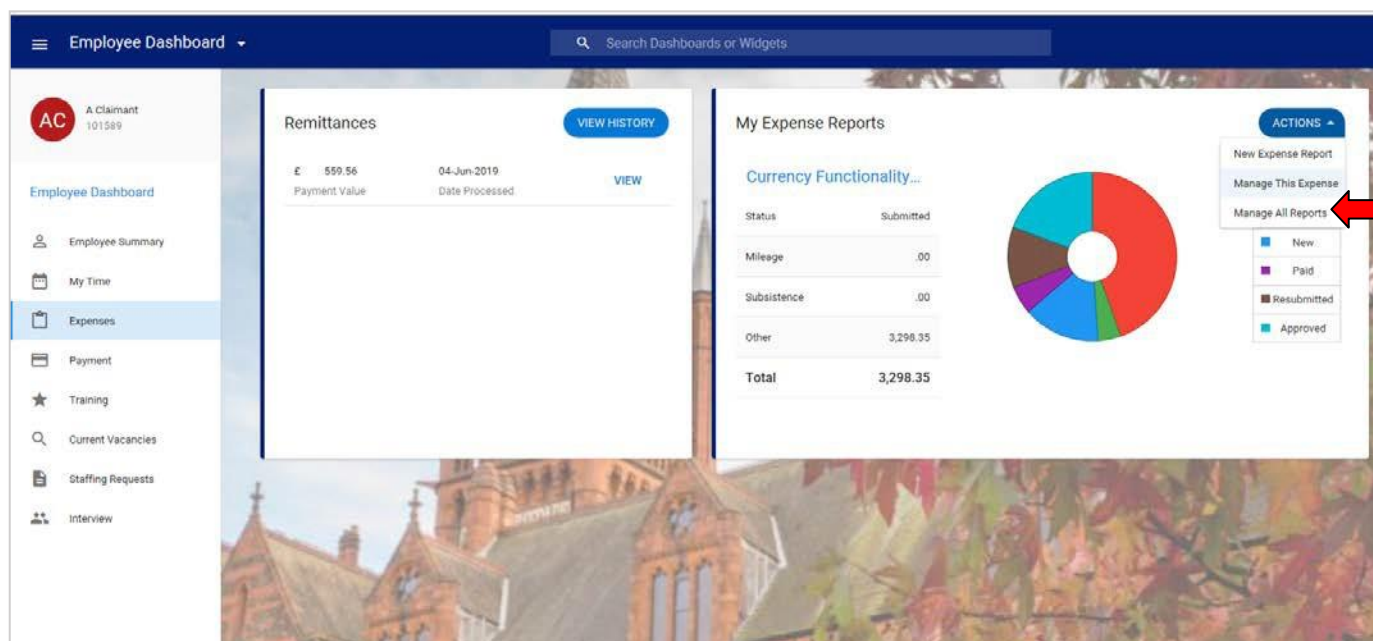 Employee Dashboard
Search Dashboards or Widgets
AC
A Claimant
101589
Employee Dashboard
Employee Summary
My Time
Expenses
Payment
Training
Current Vacancies
Staffing Requests
Interview
Remittances
VIEW HISTORY
£ 559.56 04-Jun-2019 VIEW
Payment Value Date Processed
My Expense Reports
ACTIONS
New Expense Report
Manage This Expense
Manage All Reports
Currency Functionality...
Status Submitted
Mileage .00
Subsistence .00
Other 3,298.35
Total 3,298.35
New
Paid
Resubmitted
Approved